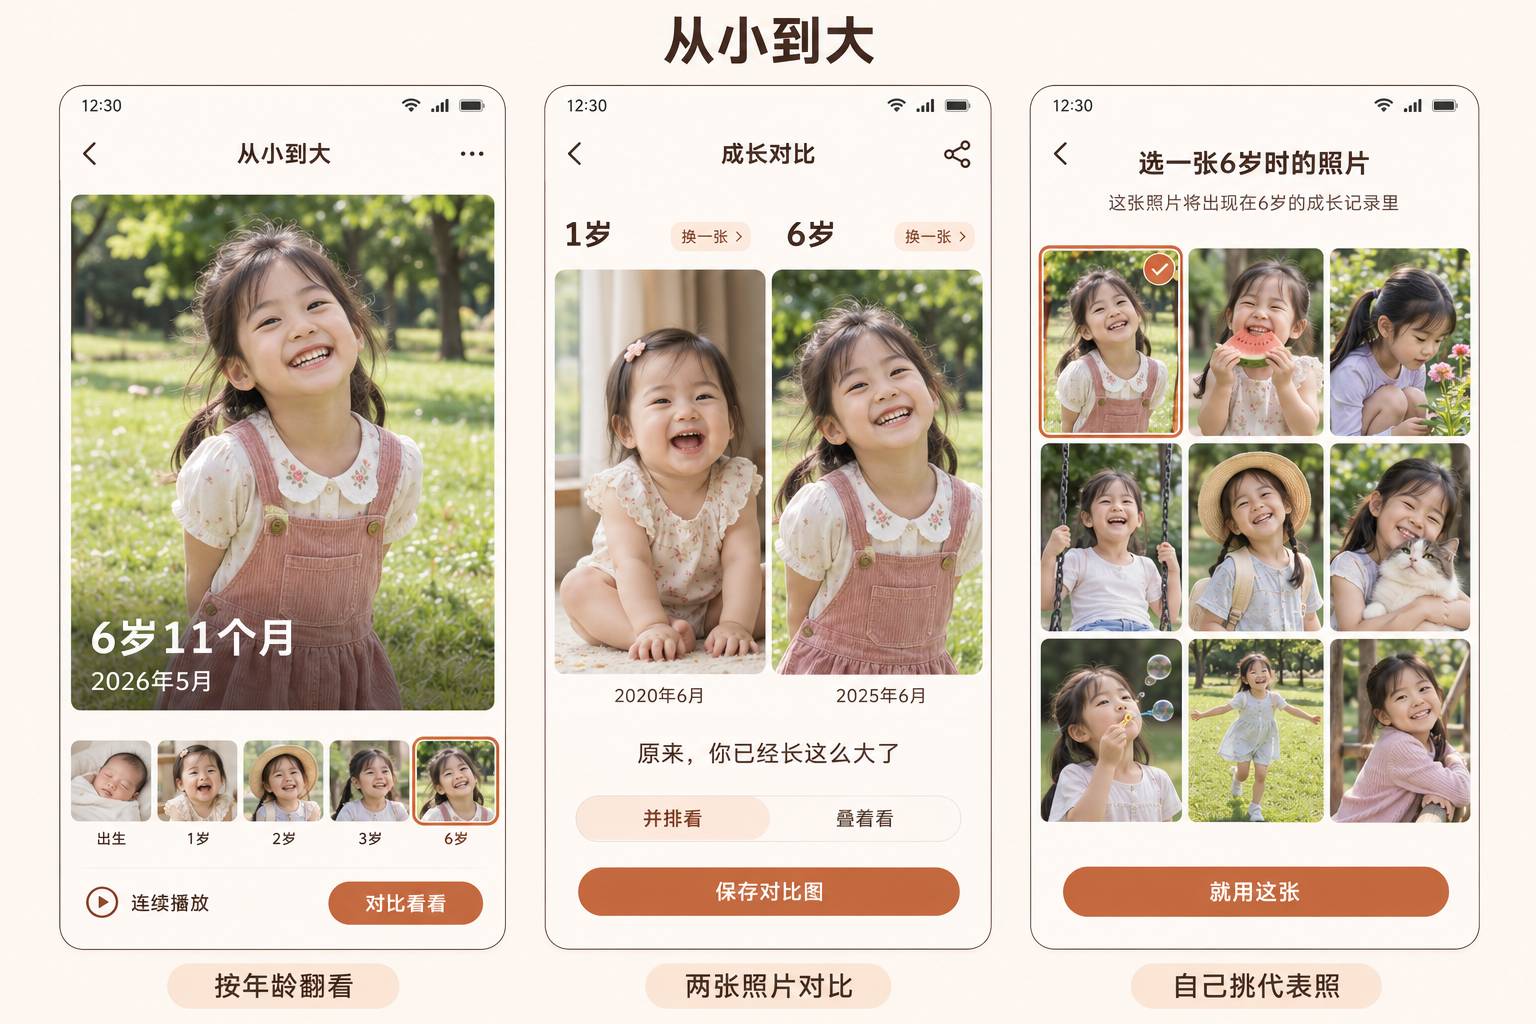 从小到大
12:30
从小到大
6岁11个月
2026年5月
出生
1岁
2岁
3岁
6岁
连续播放
对比看看
按年龄翻看
12:30
成长对比
1岁
换一张
6岁
换一张
2020年6月
2025年6月
原来，你已经长这么大了
并排看
叠着看
保存对比图
两张照片对比
12:30
选一张6岁时的照片
这张照片将出现在6岁的成长记录里
就用这张
自己挑代表照